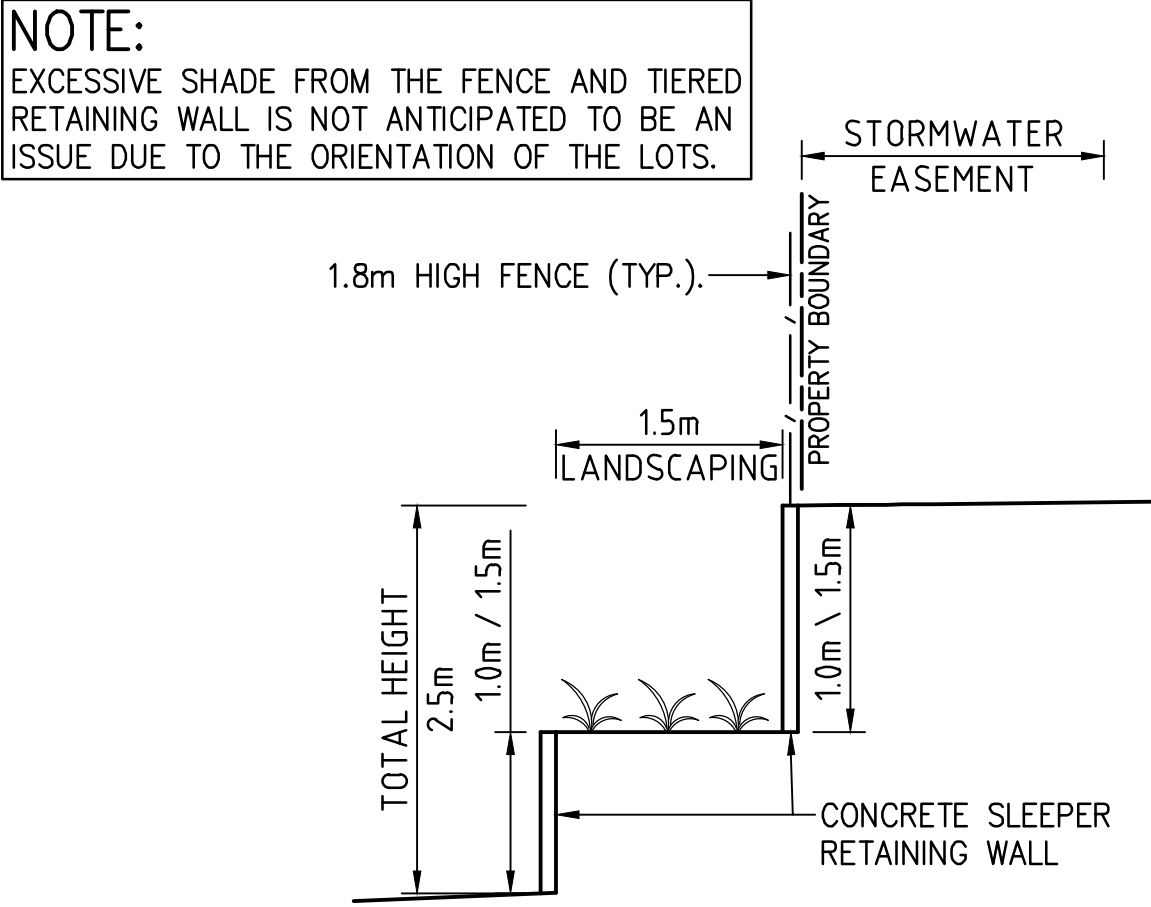 NOTE:
EXCESSIVE SHADE FROM THE FENCE AND TIERED
RETAINING WALL IS NOT ANTICIPATED TO BE AN
ISSUE DUE TO THE ORIENTATION OF THE LOTS.
STORMWATER
EASEMENT
PROPERTY BOUNDARY
1.8m HIGH FENCE (TYP.).
1.5m
LANDSCAPING
TOTAL HEIGHT
2.5m
1.0m / 1.5m
1.0m \ 1.5m
CONCRETE SLEEPER
RETAINING WALL